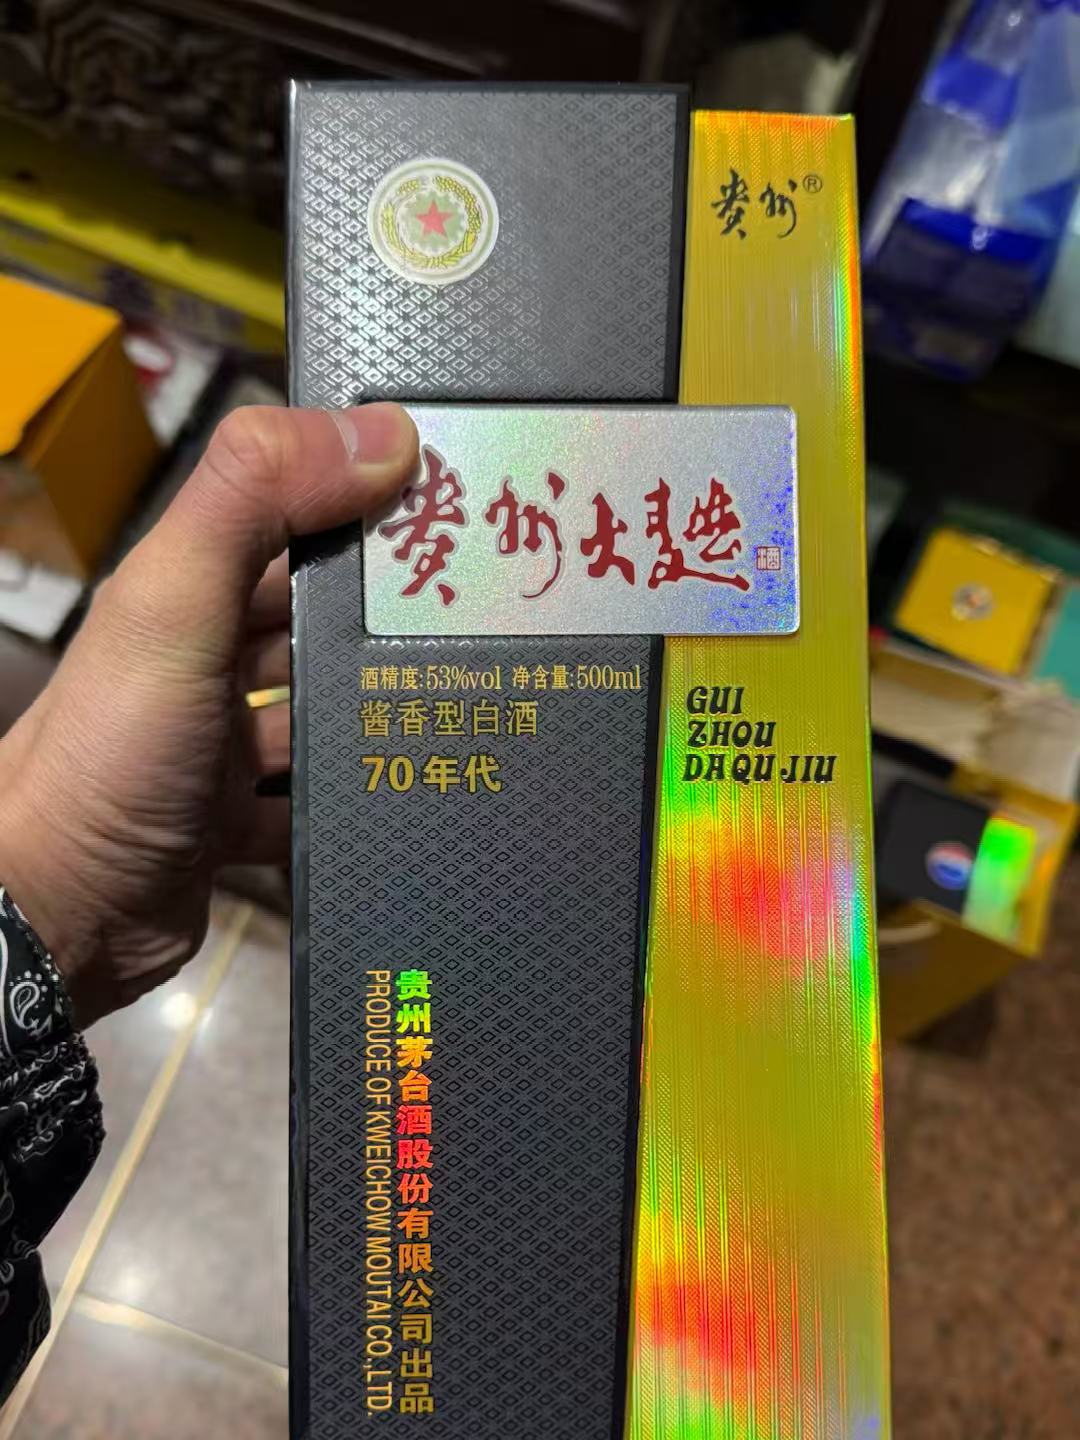 贵州®
贵州大曲
酒
酒精度:53%vol 净含量:500ml
酱香型白酒
70年代
GUI
ZHOU
DA QU JIU
贵州茅台酒股份有限公司出品
PRODUCE OF KWEICHOW MOUTAI CO.,LTD.